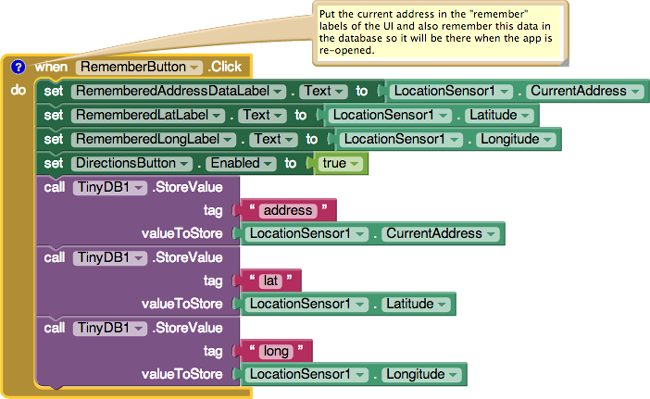 Put the current address in the "remember"
labels of the UI and also remember this data in
the database so it will be there when the app is
re-opened.
? when RememberButton .Click
do set RememberedAddressDataLabel . Text to LocationSensor1 . CurrentAddress
set RememberedLatLabel . Text to LocationSensor1 . Latitude
set RememberedLongLabel . Text to LocationSensor1 . Longitude
set DirectionsButton . Enabled to true
call TinyDB1 .StoreValue
tag “ address ”
valueToStore LocationSensor1 . CurrentAddress
call TinyDB1 .StoreValue
tag “ lat ”
valueToStore LocationSensor1 . Latitude
call TinyDB1 .StoreValue
tag “ long ”
valueToStore LocationSensor1 . Longitude